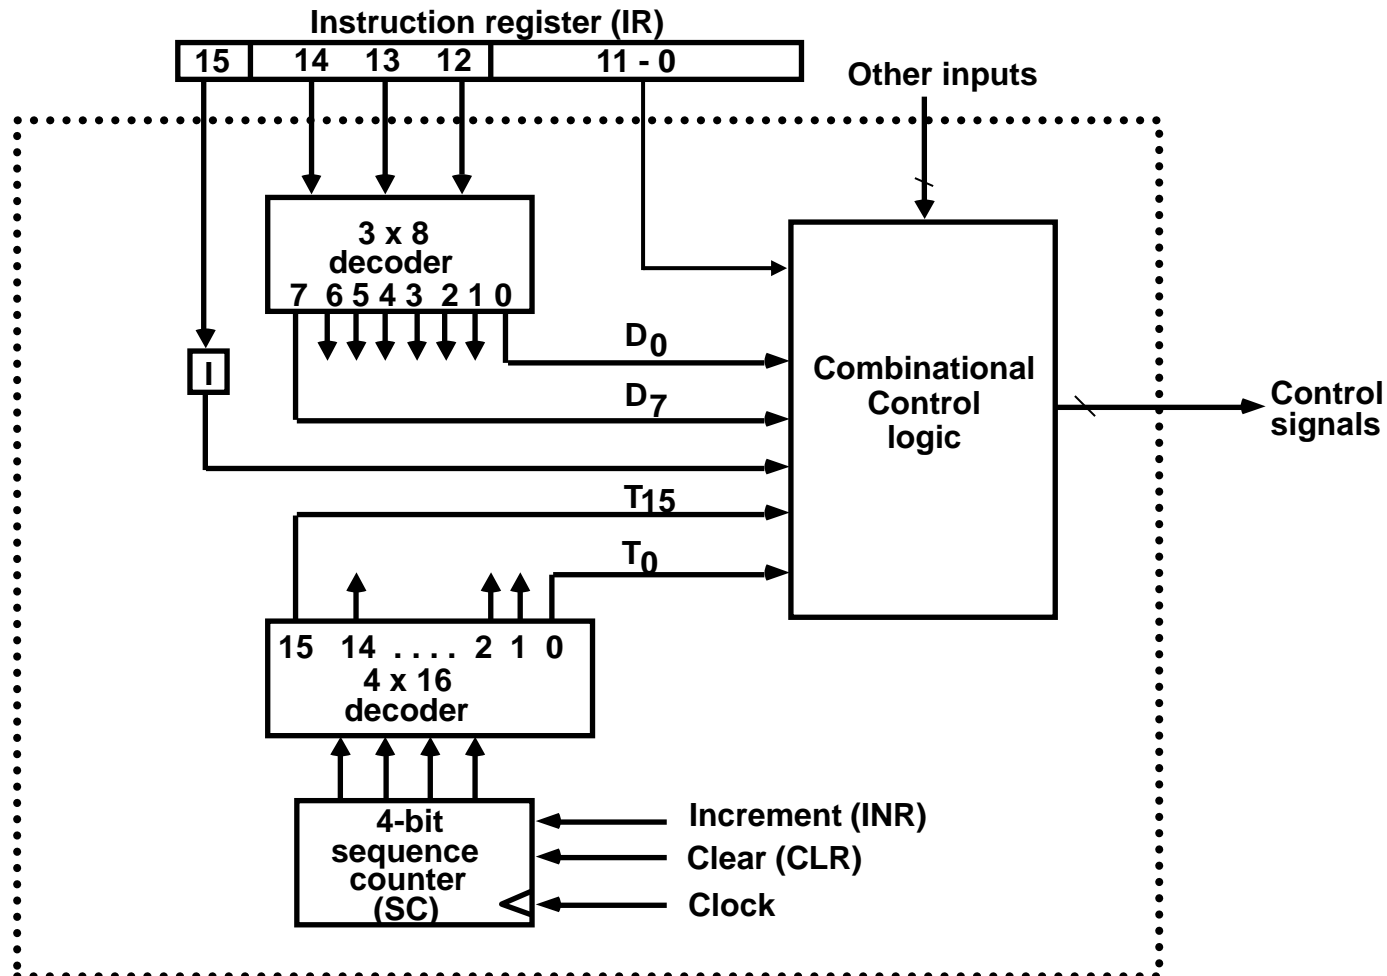 Instruction register (IR)
15 14 13 12 11 - 0
Other inputs
3 x 8
decoder
7 6 5 4 3 2 1 0
D0
I
Combinational
Control
logic
D7
Control
signals
T15
T0
15 14 . . . . 2 1 0
4 x 16
decoder
4-bit
sequence
counter
(SC)
Increment (INR)
Clear (CLR)
Clock